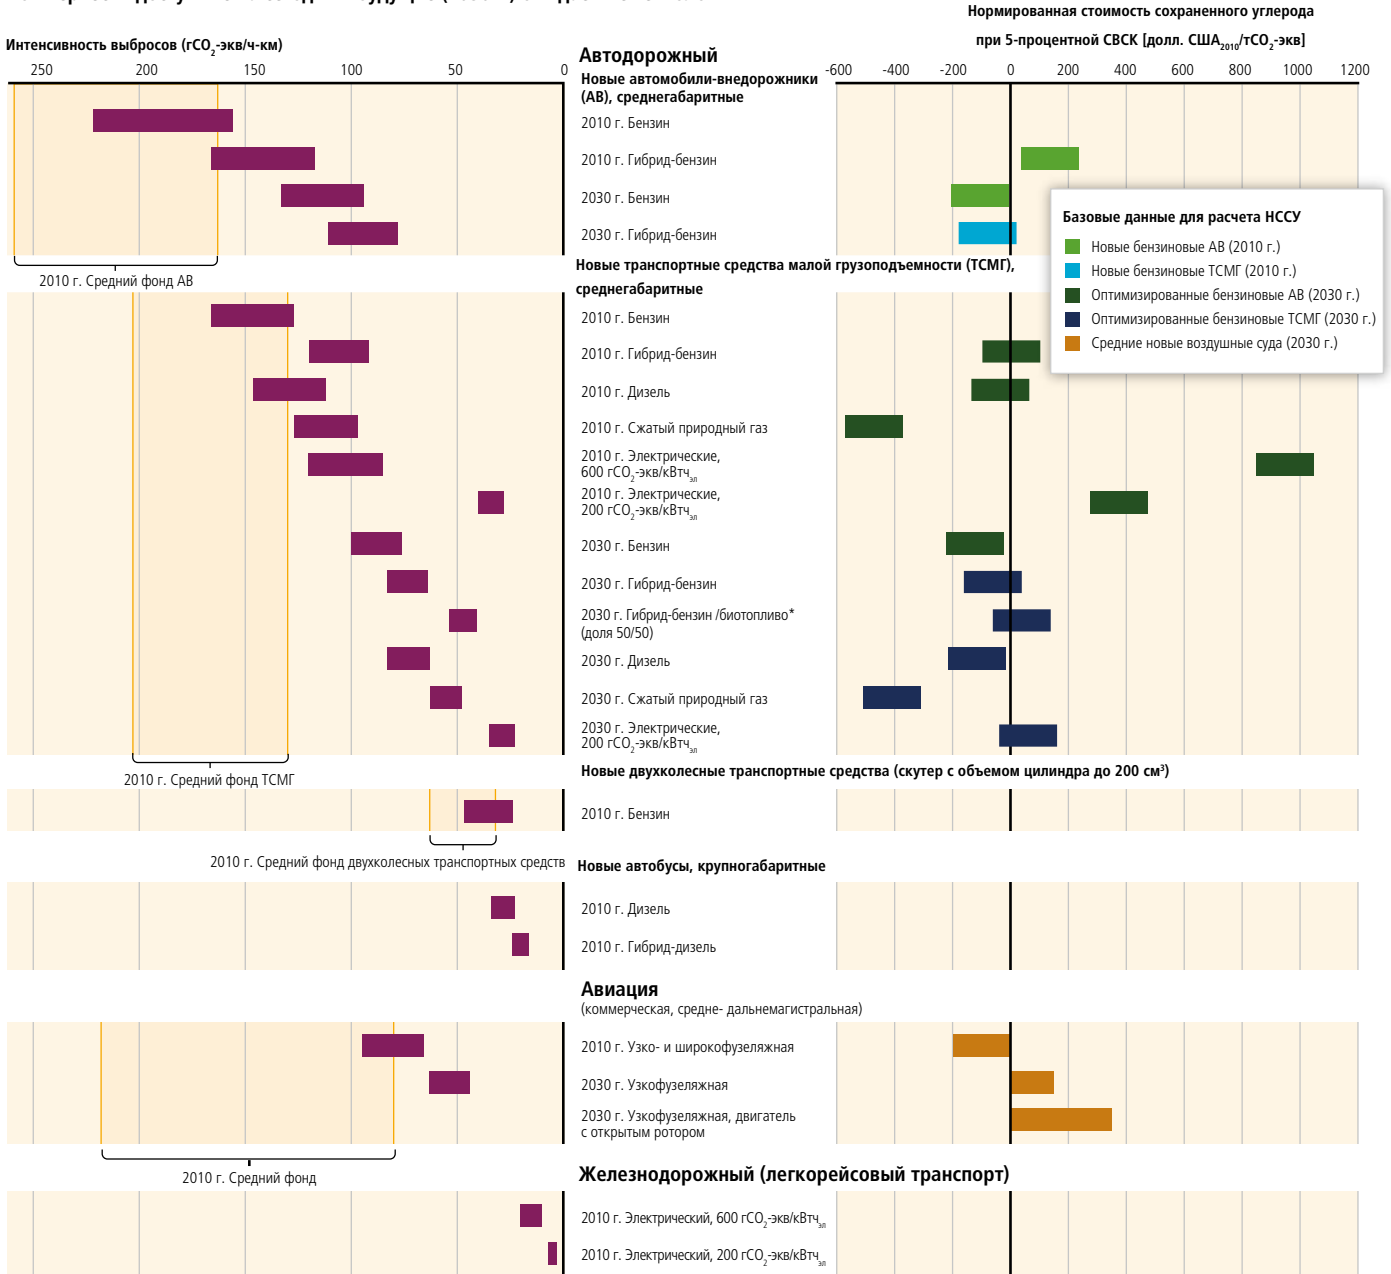 Нормированная стоимость сохраненного углерода
при 5-процентной СВСК [долл. США2010/тCO2-экв]
Интенсивность выбросов (гCO2-экв/ч-км)
250 200 150 100 50 0
Автодорожный
-600 -400 -200 0 200 400 600 800 1000 1200
Новые автомобили-внедорожники
(АВ), среднегабаритные
2010 г. Бензин
2010 г. Гибрид-бензин
2030 г. Бензин
2030 г. Гибрид-бензин
2010 г. Средний фонд АВ
Базовые данные для расчета НССУ
Новые бензиновые АВ (2010 г.)
Новые бензиновые ТСМГ (2010 г.)
Оптимизированные бензиновые АВ (2030 г.)
Оптимизированные бензиновые ТСМГ (2030 г.)
Средние новые воздушные суда (2030 г.)
Новые транспортные средства малой грузоподъемности (ТСМГ),
среднегабаритные
2010 г. Бензин
2010 г. Гибрид-бензин
2010 г. Дизель
2010 г. Сжатый природный газ
2010 г. Электрические,
600 гCO2-экв/кВтчэл
2010 г. Электрические,
200 гCO2-экв/кВтчэл
2030 г. Бензин
2030 г. Гибрид-бензин
2030 г. Гибрид-бензин /биотопливо*
(доля 50/50)
2030 г. Дизель
2030 г. Сжатый природный газ
2030 г. Электрические,
200 гCO2-экв/кВтчэл
2010 г. Средний фонд ТСМГ
Новые двухколесные транспортные средства (скутер с объемом цилиндра до 200 см³)
2010 г. Бензин
2010 г. Средний фонд двухколесных транспортных средств
Новые автобусы, крупногабаритные
2010 г. Дизель
2010 г. Гибрид-дизель
Авиация
(коммерческая, средне- дальнемагистральная)
2010 г. Узко- и широкофузеляжная
2030 г. Узкофузеляжная
2030 г. Узкофузеляжная, двигатель
с открытым ротором
2010 г. Средний фонд
Железнодорожный (легкорейсовый транспорт)
2010 г. Электрический, 600 гCO2-экв/кВтчэл
2010 г. Электрический, 200 гCO2-экв/кВтчэл